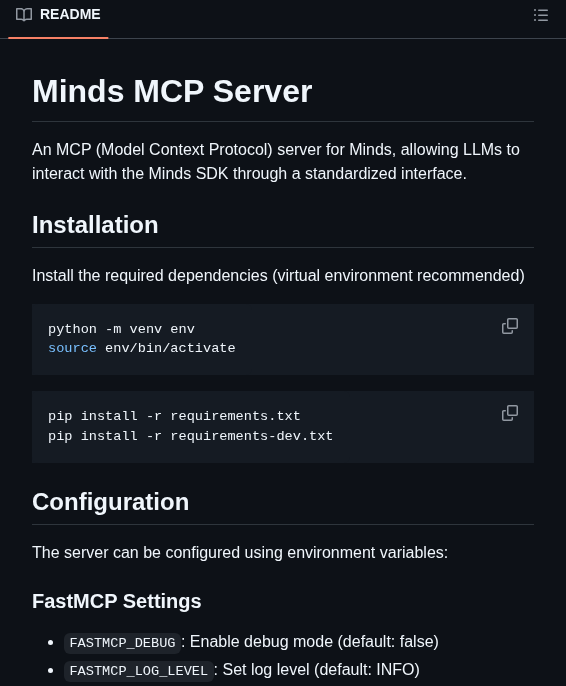 README
Minds MCP Server
An MCP (Model Context Protocol) server for Minds, allowing LLMs to
interact with the Minds SDK through a standardized interface.
Installation
Install the required dependencies (virtual environment recommended)
python -m venv env
source env/bin/activate
pip install -r requirements.txt
pip install -r requirements-dev.txt
Configuration
The server can be configured using environment variables:
FastMCP Settings
• FASTMCP_DEBUG: Enable debug mode (default: false)
• FASTMCP_LOG_LEVEL: Set log level (default: INFO)